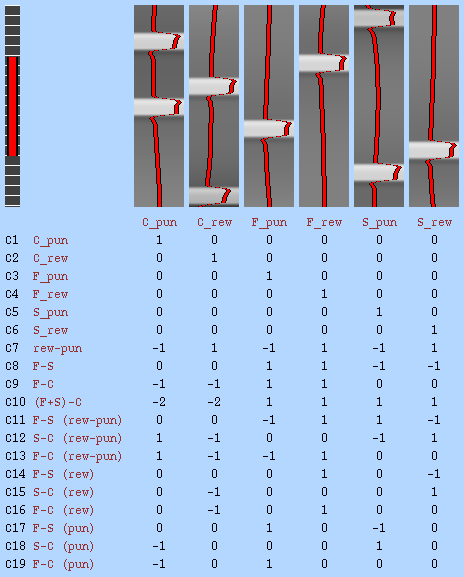 C_pun C_rew F_pun F_rew S_pun S_rew
C1 C_pun 1 0 0 0 0 0
C2 C_rew 0 1 0 0 0 0
C3 F_pun 0 0 1 0 0 0
C4 F_rew 0 0 0 1 0 0
C5 S_pun 0 0 0 0 1 0
C6 S_rew 0 0 0 0 0 1
C7 rew-pun -1 1 -1 1 -1 1
C8 F-S 0 0 1 1 -1 -1
C9 F-C -1 -1 1 1 0 0
C10 (F+S)-C -2 -2 1 1 1 1
C11 F-S (rew-pun) 0 0 -1 1 1 -1
C12 S-C (rew-pun) 1 -1 0 0 -1 1
C13 F-C (rew-pun) 1 -1 -1 1 0 0
C14 F-S (rew) 0 0 0 1 0 -1
C15 S-C (rew) 0 -1 0 0 0 1
C16 F-C (rew) 0 -1 0 1 0 0
C17 F-S (pun) 0 0 1 0 -1 0
C18 S-C (pun) -1 0 0 0 1 0
C19 F-C (pun) -1 0 1 0 0 0